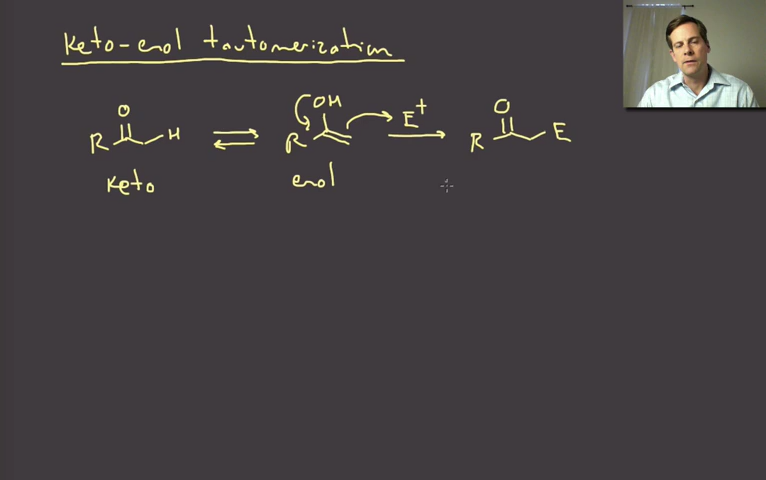 Keto-enol tautomerization
O OH E+ O
R H R R E
Keto enol